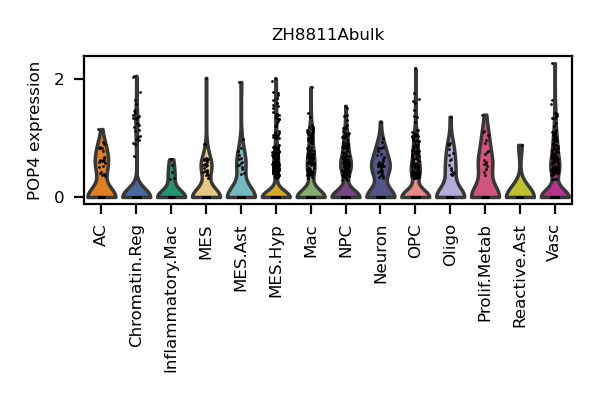 ZH8811Abulk
POP4 expression
2
0
AC
Chromatin.Reg
Inflammatory.Mac
MES
MES.Ast
MES.Hyp
Mac
NPC
Neuron
OPC
Oligo
Prolif.Metab
Reactive.Ast
Vasc